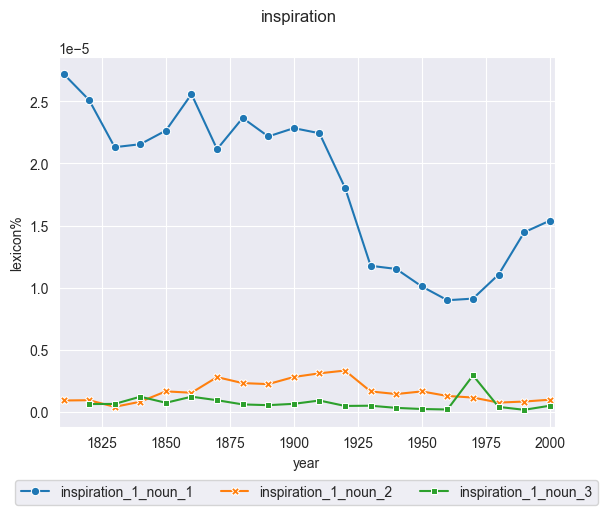 inspiration
1e−5
2.5
2.0
1.5
1.0
0.5
0.0
lexicon%
1825 1850 1875 1900 1925 1950 1975 2000
year
inspiration_1_noun_1 inspiration_1_noun_2 inspiration_1_noun_3